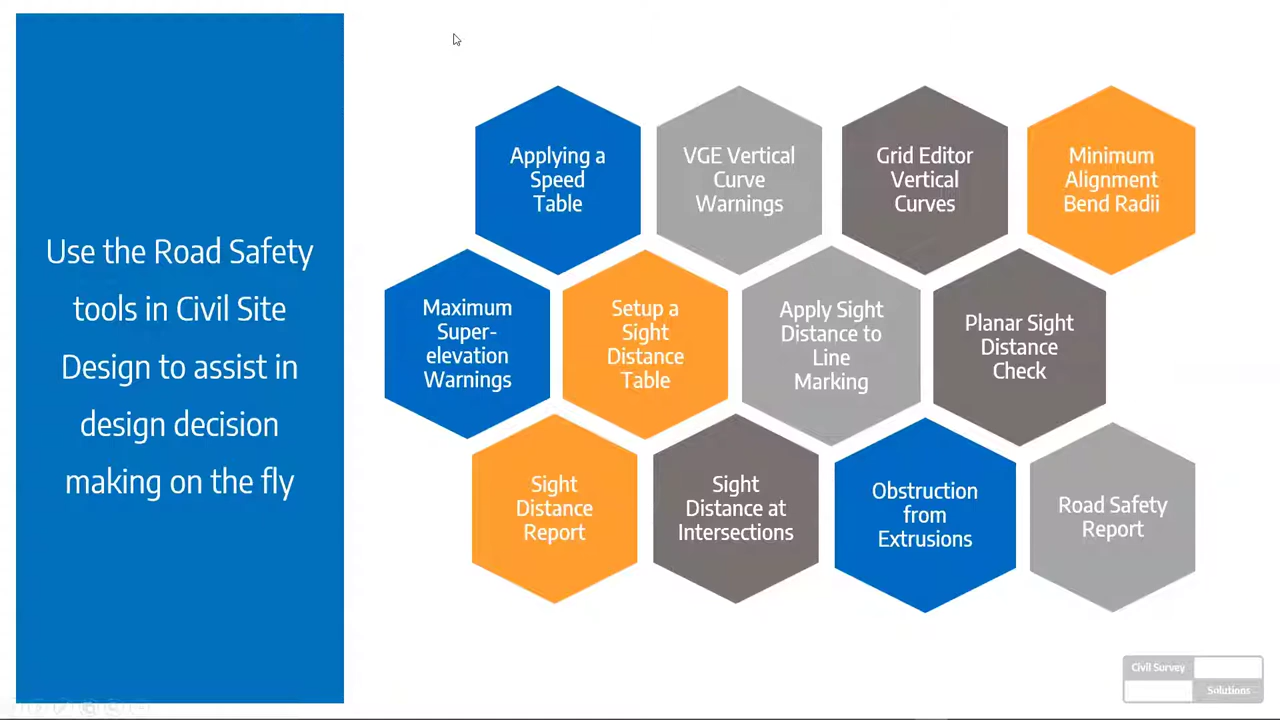 Use the Road Safety
tools in Civil Site
Design to assist in
design decision
making on the fly
Applying a
Speed
Table
VGE Vertical
Curve
Warnings
Grid Editor
Vertical
Curves
Minimum
Alignment
Bend Radii
Maximum
Super-
elevation
Warnings
Setup a
Sight
Distance
Table
Apply Sight
Distance to
Line
Marking
Planar Sight
Distance
Check
Sight
Distance
Report
Sight
Distance at
Intersections
Obstruction
from
Extrusions
Road Safety
Report
Civil Survey
Solutions